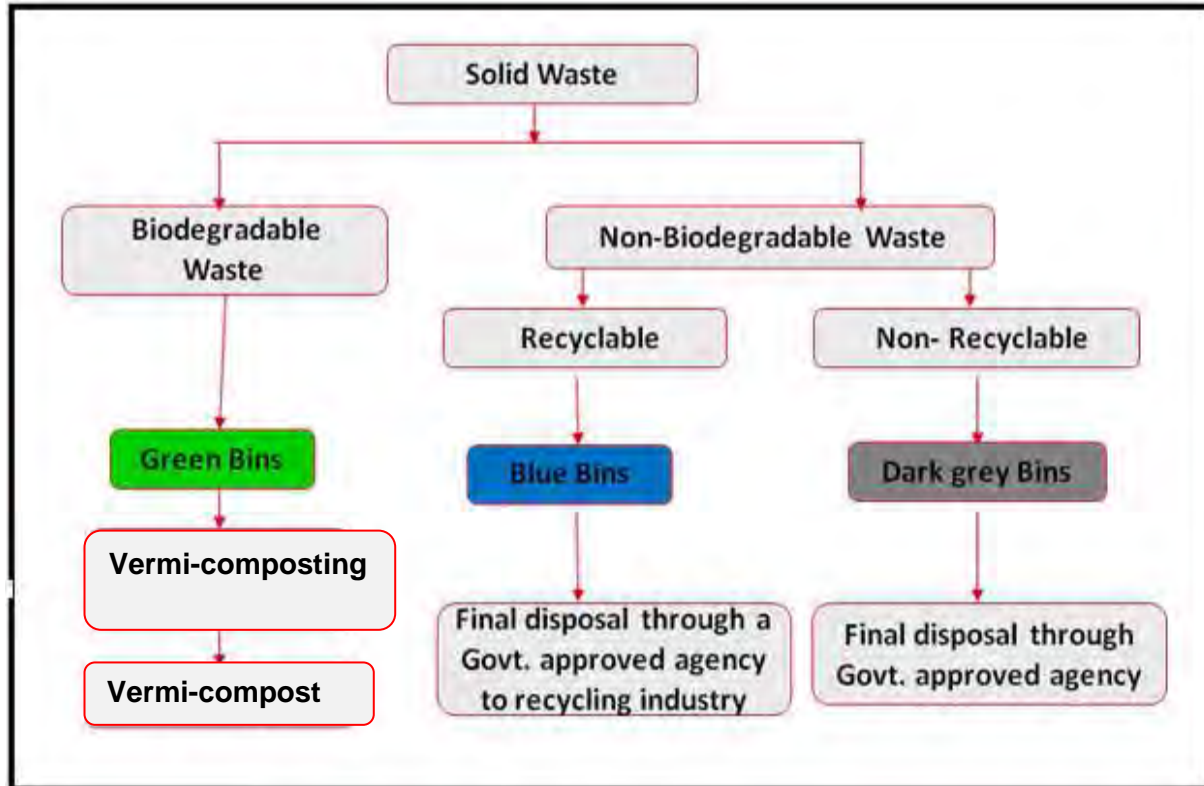 Solid Waste
Biodegradable
Waste
Non-Biodegradable Waste
Recyclable
Non- Recyclable
Green Bins
Blue Bins
Dark grey Bins
Vermi-composting
Final disposal through a
Govt. approved agency
to recycling industry
Final disposal through
Govt. approved agency
Vermi-compost